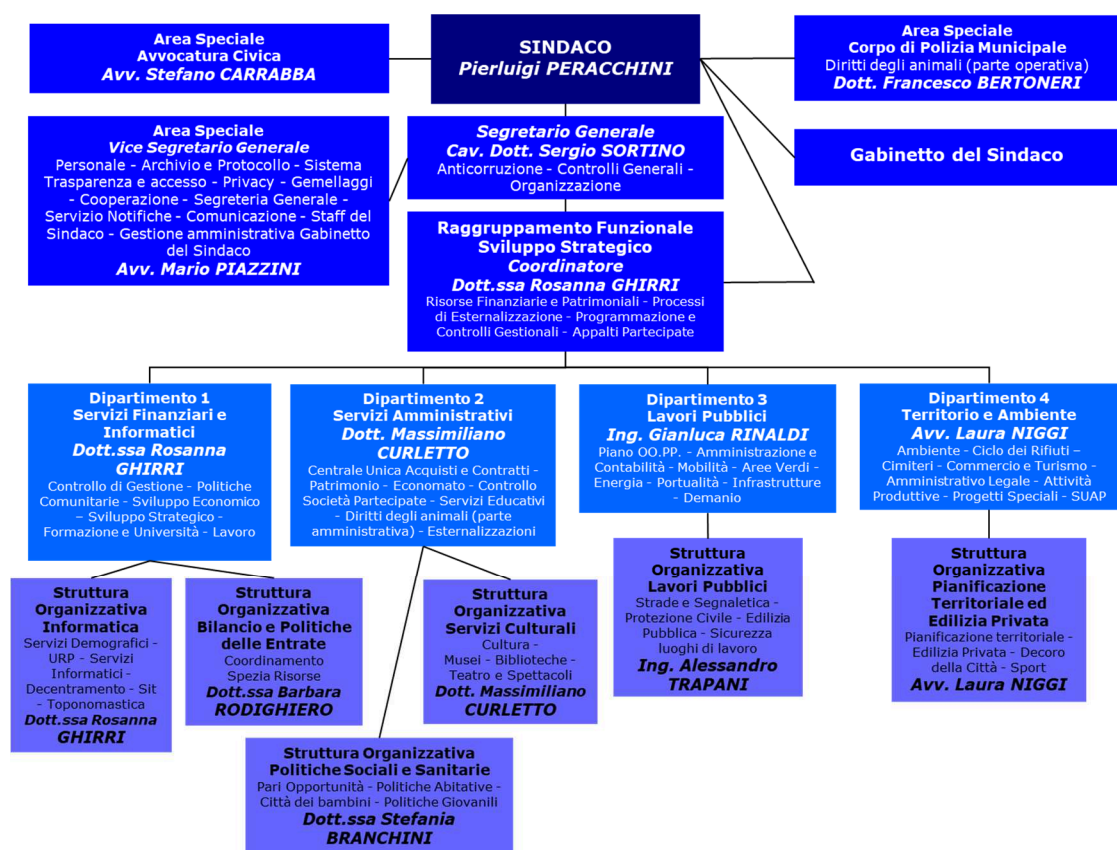 Area Speciale
Avvocatura Civica
Avv. Stefano CARRABBA
SINDACO
Pierluigi PERACCHINI
Area Speciale
Corpo di Polizia Municipale
Diritti degli animali (parte operativa)
Dott. Francesco BERTONERI
Area Speciale
Vice Segretario Generale
Personale - Archivio e Protocollo - Sistema
Trasparenza e accesso - Privacy - Gemellaggi
- Cooperazione - Segreteria Generale -
Servizio Notifiche - Comunicazione - Staff del
Sindaco - Gestione amministrativa Gabinetto
del Sindaco
Avv. Mario PIAZZINI
Segretario Generale
Cav. Dott. Sergio SORTINO
Anticorruzione - Controlli Generali -
Organizzazione
Gabinetto del Sindaco
Raggruppamento Funzionale
Sviluppo Strategico
Coordinatore
Dott.ssa Rosanna GHIRRI
Risorse Finanziarie e Patrimoniali - Processi
di Esternalizzazione - Programmazione e
Controlli Gestionali - Appalti Partecipate
Dipartimento 1
Servizi Finanziari e
Informatici
Dott.ssa Rosanna
GHIRRI
Controllo di Gestione - Politiche
Comunitarie - Sviluppo Economico
– Sviluppo Strategico -
Formazione e Università - Lavoro
Dipartimento 2
Servizi Amministrativi
Dott. Massimiliano
CURLETTO
Centrale Unica Acquisti e Contratti -
Patrimonio - Economato - Controllo
Società Partecipate - Servizi Educativi
- Diritti degli animali (parte
amministrativa) - Esternalizzazioni
Dipartimento 3
Lavori Pubblici
Ing. Gianluca RINALDI
Piano OO.PP. - Amministrazione e
Contabilità - Mobilità - Aree Verdi -
Energia - Portualità - Infrastrutture
- Demanio
Dipartimento 4
Territorio e Ambiente
Avv. Laura NIGGI
Ambiente - Ciclo dei Rifiuti –
Cimiteri - Commercio e Turismo -
Amministrativo Legale - Attività
Produttive - Progetti Speciali - SUAP
Struttura
Organizzativa
Informatica
Servizi Demografici -
URP - Servizi
Informatici -
Decentramento - Sit
- Toponomastica
Dott.ssa Rosanna
GHIRRI
Struttura
Organizzativa
Bilancio e Politiche
delle Entrate
Coordinamento
Spezia Risorse
Dott.ssa Barbara
RODIGHIERO
Struttura
Organizzativa
Servizi Culturali
Cultura -
Musei - Biblioteche -
Teatro e Spettacoli
Dott. Massimiliano
CURLETTO
Struttura
Organizzativa
Lavori Pubblici
Strade e Segnaletica -
Protezione Civile - Edilizia
Pubblica - Sicurezza
luoghi di lavoro
Ing. Alessandro
TRAPANI
Struttura
Organizzativa
Pianificazione
Territoriale ed
Edilizia Privata
Pianificazione territoriale -
Edilizia Privata - Decoro
della Città - Sport
Avv. Laura NIGGI
Struttura Organizzativa
Politiche Sociali e Sanitarie
Pari Opportunità - Politiche Abitative -
Città dei bambini - Politiche Giovanili
Dott.ssa Stefania
BRANCHINI